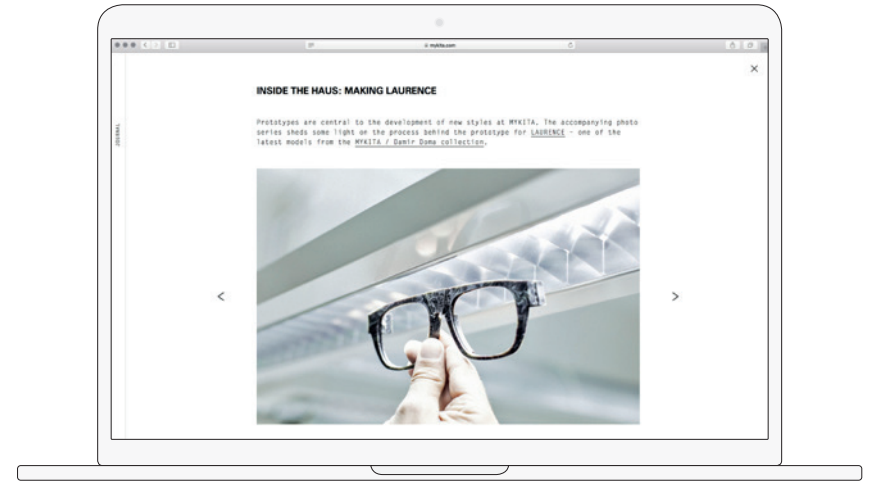 mykita.com
INSIDE THE HAUS: MAKING LAURENCE
JOURNAL
Prototypes are central to the development of new styles at MYKITA. The accompanying photo
series sheds some light on the process behind the prototype for LAURENCE – one of the
latest models from the MYKITA / Damir Doma collection.